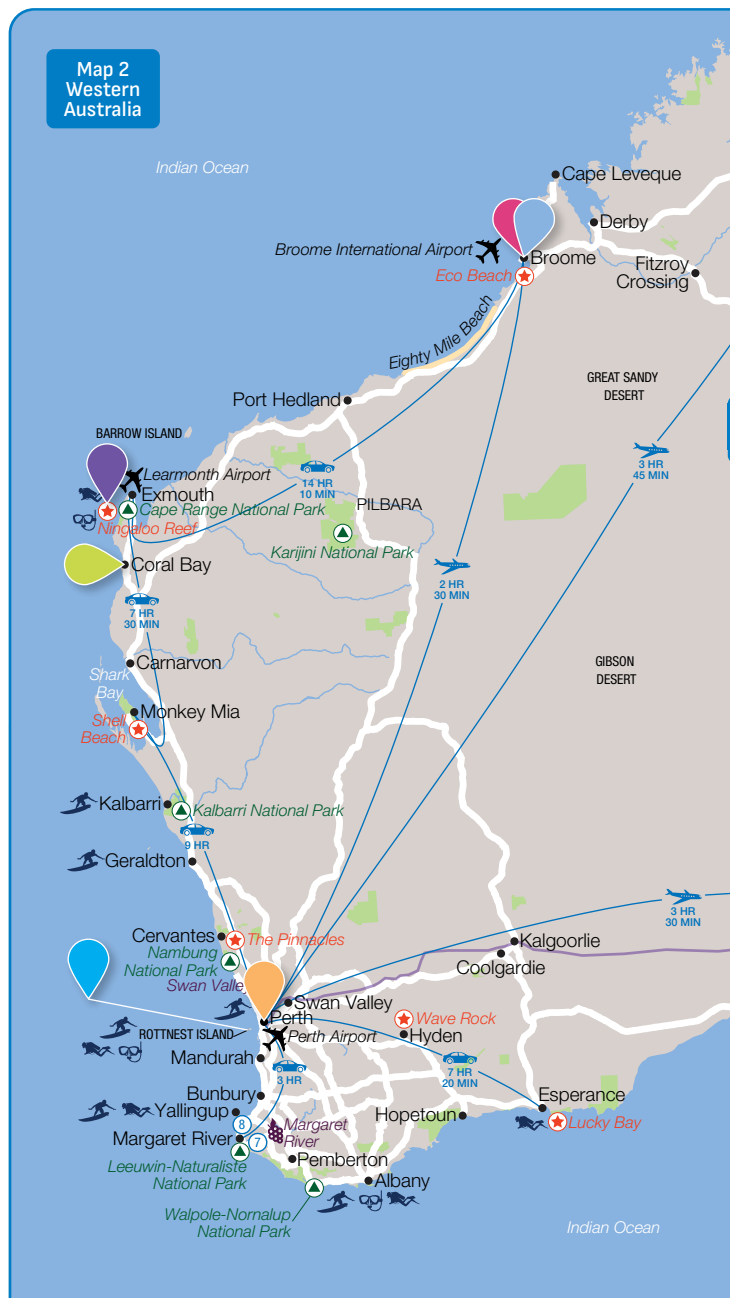 Map 2
Western
Australia
Indian Ocean
Cape Leveque
Derby
Broome International Airport
Broome
Fitzroy
Crossing
Eco Beach
Eighty Mile Beach
GREAT SANDY
DESERT
Port Hedland
BARROW ISLAND
3 HR
45 MIN
Learmonth Airport
14 HR
10 MIN
Exmouth
PILBARA
Cape Range National Park
Ningaloo Reef
Karijini National Park
Coral Bay
2 HR
30 MIN
7 HR
30 MIN
Carnarvon
GIBSON
DESERT
Shark
Bay
Monkey Mia
Shell
Beach
Kalbarri
Kalbarri National Park
9 HR
Geraldton
3 HR
30 MIN
Cervantes
The Pinnacles
Kalgoorlie
Nambung
National Park
Coolgardie
Swan Valley
Swan Valley
Perth
Wave Rock
ROTTNEST ISLAND
Perth Airport
Hyden
Mandurah
7 HR
20 MIN
3 HR
Bunbury
Esperance
Yallingup
Hopetoun
Lucky Bay
8
Margaret
River
Margaret River
7
Leeuwin-Naturaliste
National Park
Pemberton
Albany
Walpole-Nornalup
National Park
Indian Ocean